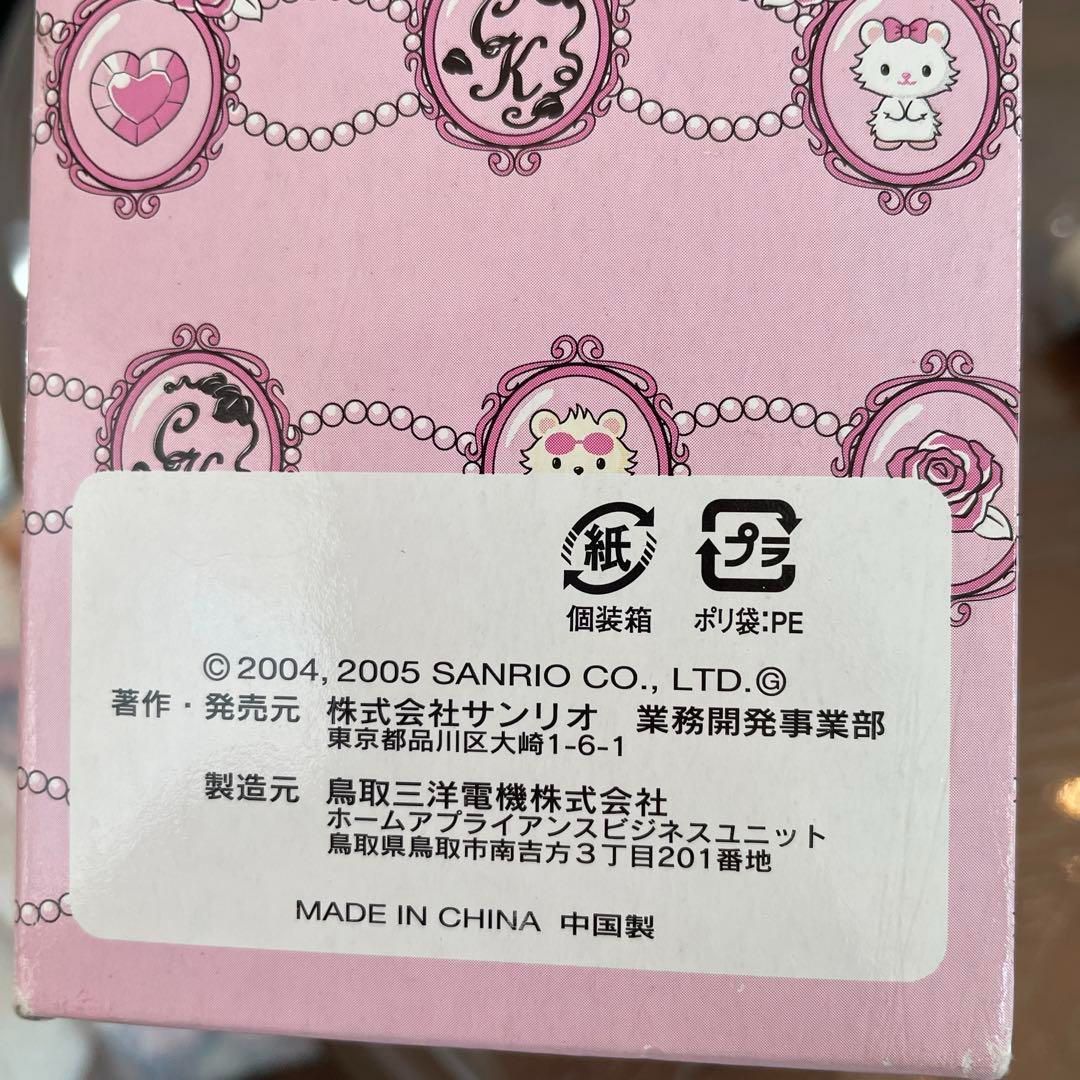 CK
CK
紙
プラ
個装箱
ポリ袋:PE
©2004, 2005 SANRIO CO., LTD.Ⓖ
著作・発売元 株式会社サンリオ 業務開発事業部
東京都品川区大崎1-6-1
製造元 鳥取三洋電機株式会社
ホームアプライアンスビジネスユニット
鳥取県鳥取市南吉方3丁目201番地
MADE IN CHINA 中国製